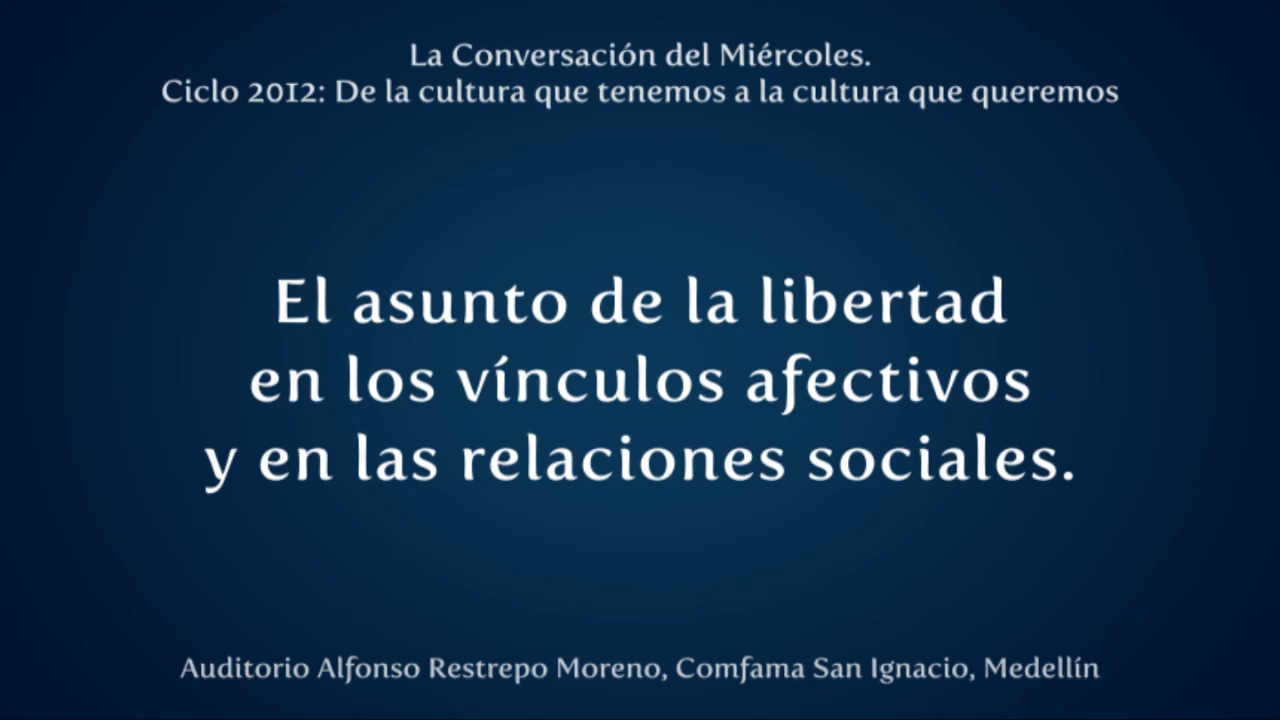 La Conversación del Miércoles.
Ciclo 2012: De la cultura que tenemos a la cultura que queremos
El asunto de la libertad
en los vínculos afectivos
y en las relaciones sociales.
Auditorio Alfonso Restrepo Moreno, Comfama San Ignacio, Medellín